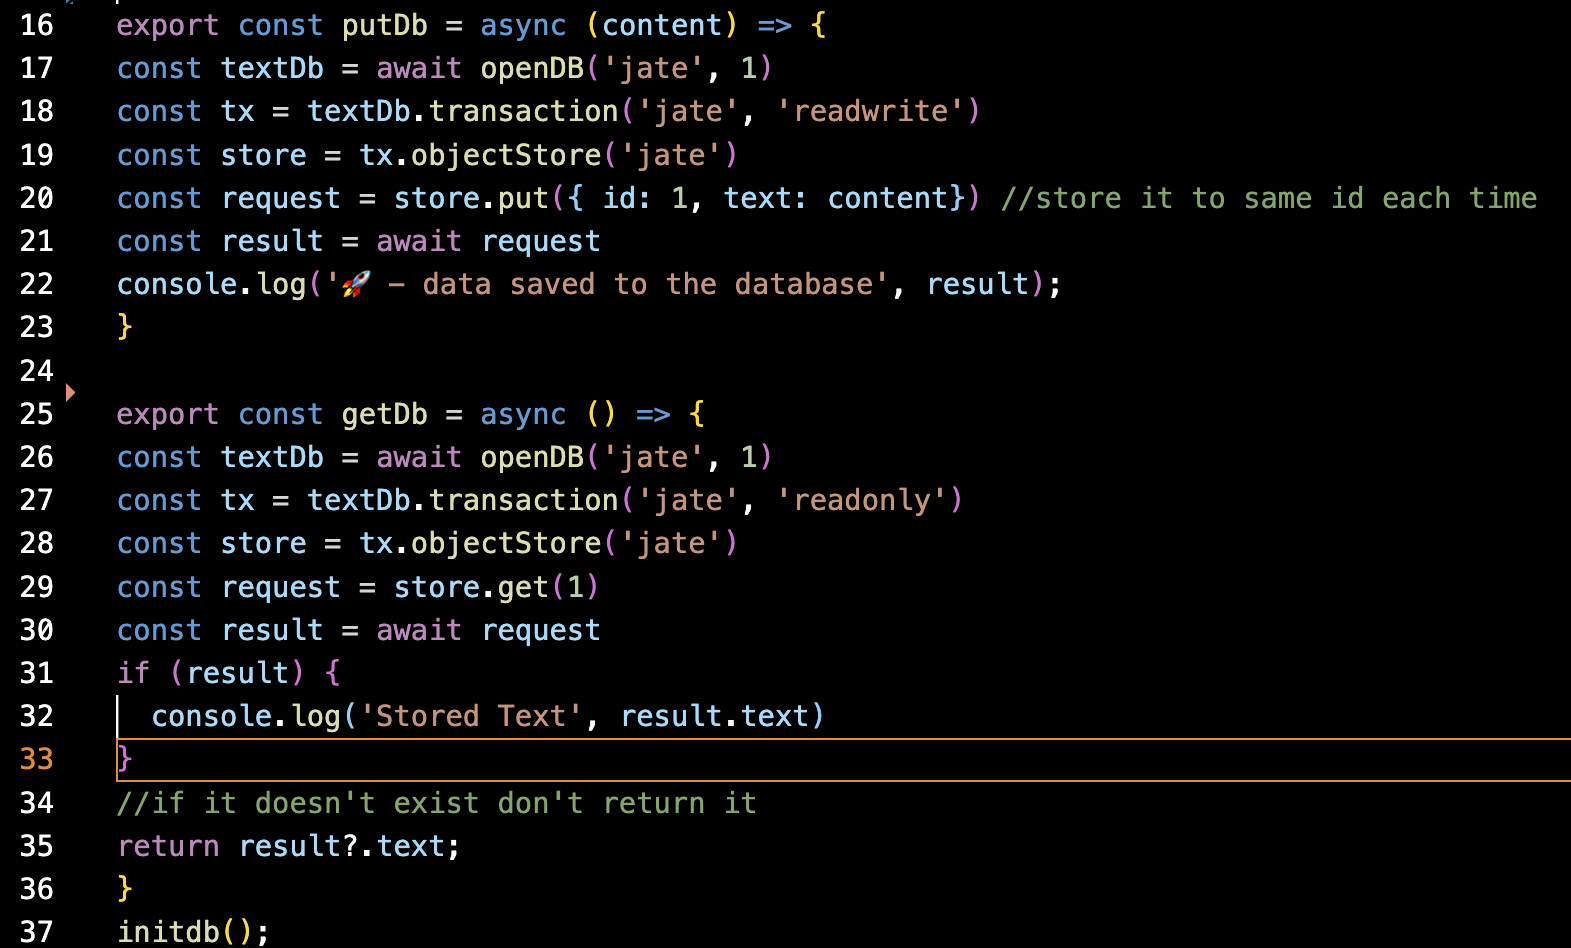 16 export const putDb = async (content) => {
17 const textDb = await openDB('jate', 1)
18 const tx = textDb.transaction('jate', 'readwrite')
19 const store = tx.objectStore('jate')
20 const request = store.put({ id: 1, text: content}) //store it to same id each time
21 const result = await request
22 console.log('🚀 - data saved to the database', result);
23 }
24
25 export const getDb = async () => {
26 const textDb = await openDB('jate', 1)
27 const tx = textDb.transaction('jate', 'readonly')
28 const store = tx.objectStore('jate')
29 const request = store.get(1)
30 const result = await request
31 if (result) {
32   console.log('Stored Text', result.text)
33 }
34 //if it doesn't exist don't return it
35 return result?.text;
36 }
37 initdb();